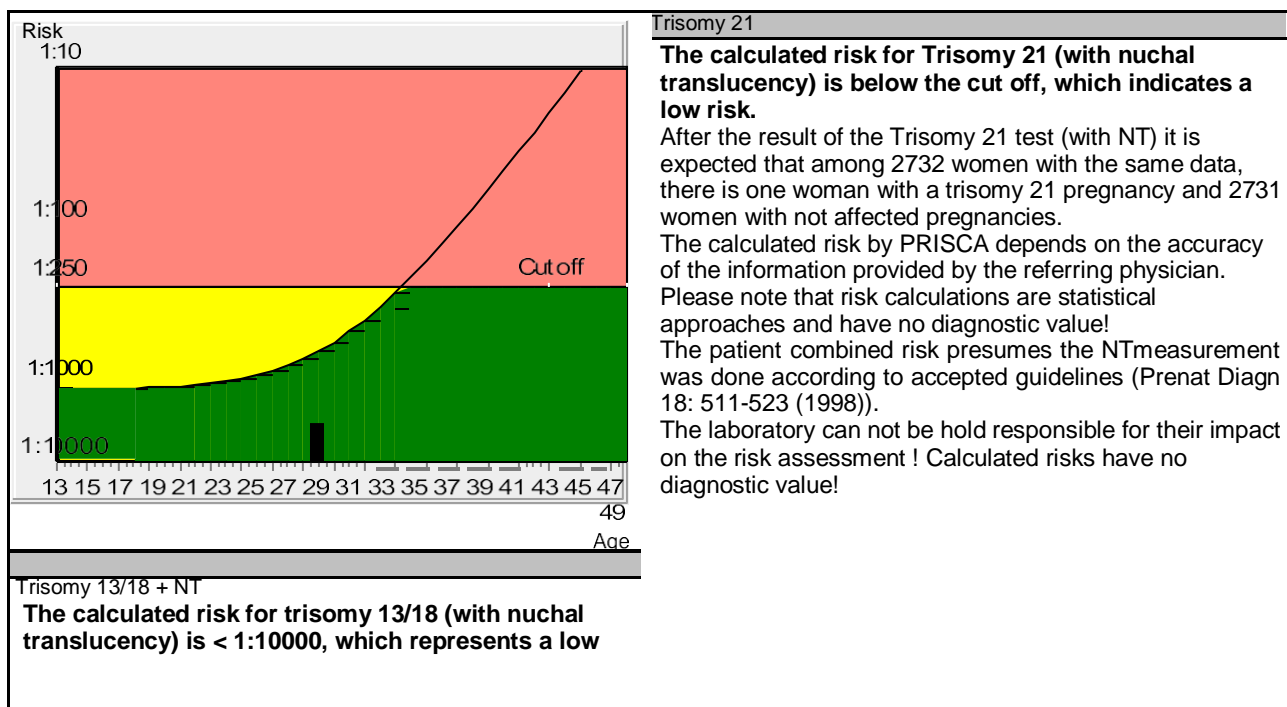 Risk
1:10
1:100
1:250
Cut off
1:1000
1:10000
13 15 17 19 21 23 25 27 29 31 33 35 37 39 41 43 45 47
49
Age
Trisomy 13/18 + NT
The calculated risk for trisomy 13/18 (with nuchal
translucency) is < 1:10000, which represents a low
Trisomy 21
The calculated risk for Trisomy 21 (with nuchal
translucency) is below the cut off, which indicates a
low risk.
After the result of the Trisomy 21 test (with NT) it is
expected that among 2732 women with the same data,
there is one woman with a trisomy 21 pregnancy and 2731
women with not affected pregnancies.
The calculated risk by PRISCA depends on the accuracy
of the information provided by the referring physician.
Please note that risk calculations are statistical
approaches and have no diagnostic value!
The patient combined risk presumes the NTmeasurement
was done according to accepted guidelines (Prenat Diagn
18: 511-523 (1998)).
The laboratory can not be hold responsible for their impact
on the risk assessment ! Calculated risks have no
diagnostic value!